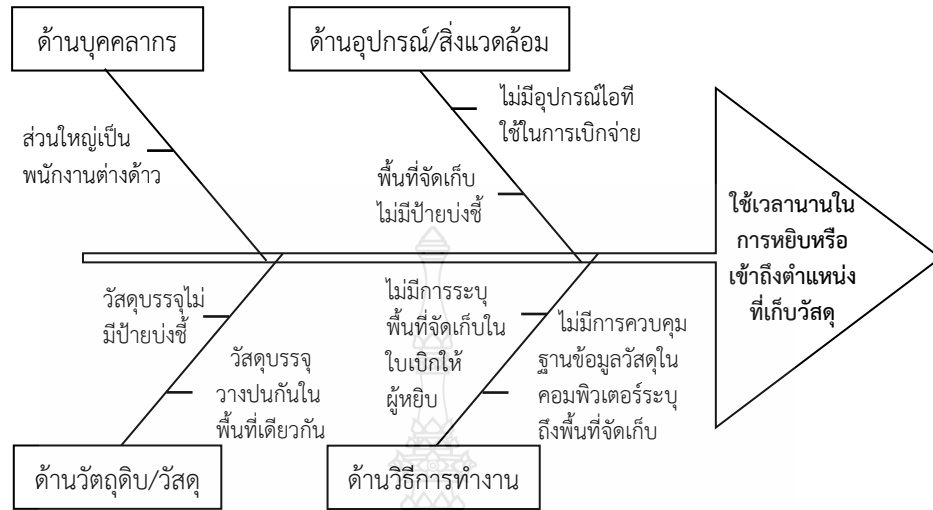 ด้านบุคคลากร
ด้านอุปกรณ์/สิ่งแวดล้อม
ส่วนใหญ่เป็น
พนักงานต่างด้าว
ไม่มีอุปกรณ์ไอที
ใช้ในการเบิกจ่าย
พื้นที่จัดเก็บ
ไม่มีป้ายบ่งชี้
ใช้เวลานานใน
การหยิบหรือ
เข้าถึงตำแหน่ง
ที่เก็บวัสดุ
วัสดุบรรจุไม่
มีป้ายบ่งชี้
วัสดุบรรจุ
วางปนกันใน
พื้นที่เดียวกัน
ไม่มีการระบุ
พื้นที่จัดเก็บใน
ใบเบิกให้
ผู้หยิบ
ไม่มีการควบคุม
ฐานข้อมูลวัสดุใน
คอมพิวเตอร์ระบุ
ถึงพื้นที่จัดเก็บ
ด้านวัตถุดิบ/วัสดุ
ด้านวิธีการทำงาน